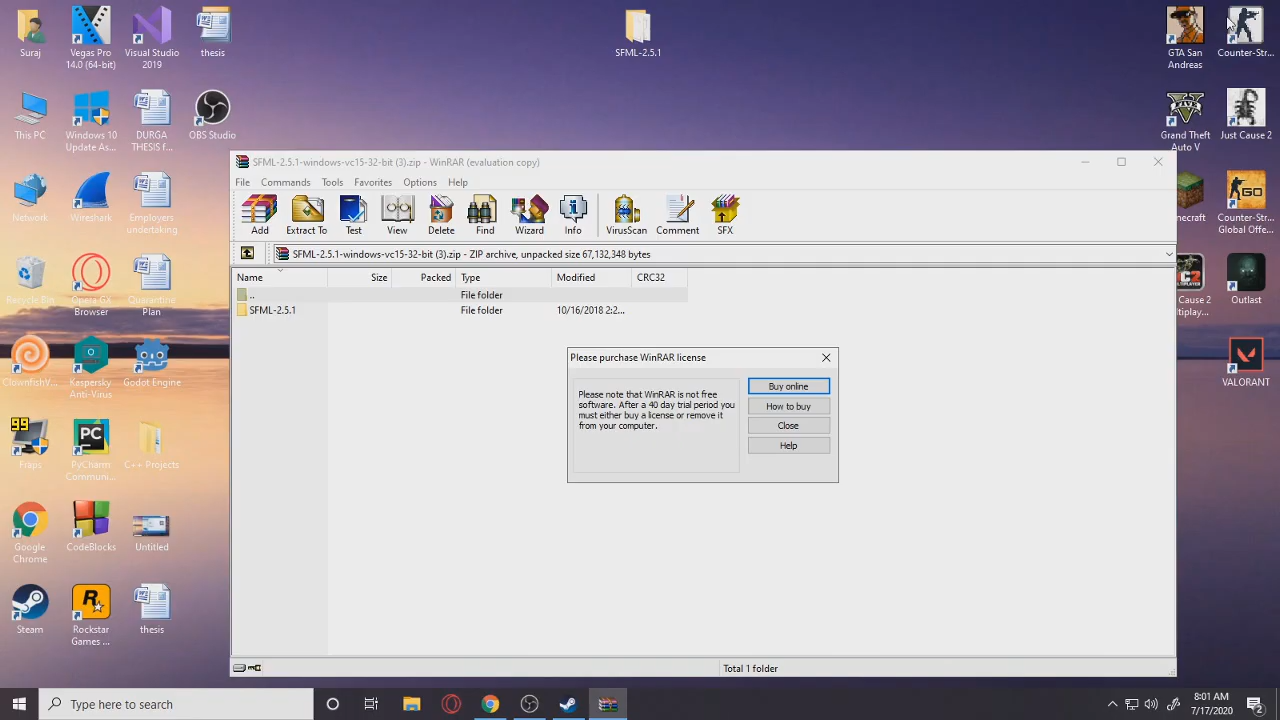 Suraj
Vegas Pro
14.0 (64-bit)
Visual Studio
2019
thesis
SFML-2.5.1
GTA San
Andreas
Counter-Str...
This PC
Windows 10
Update As...
DURGA
THESIS f...
OBS Studio
Grand Theft
Auto V
Just Cause 2
Network
Wireshark
Employers
undertaking
Counter-Str...
Global Offe...
Recycle Bin
Opera GX
Browser
Quarantine
Plan
Outlast
Kaspersky
Anti-Virus
Godot Engine
VALORANT
99
Fraps
PC
PyCharm
Communi...
C++ Projects
Google
Chrome
CodeBlocks
Untitled
Steam
Rockstar
Games ...
thesis
SFML-2.5.1-windows-vc15-32-bit (3).zip - WinRAR (evaluation copy)
File Commands Tools Favorites Options Help
Add Extract To Test View Delete Find Wizard Info VirusScan Comment SFX
SFML-2.5.1-windows-vc15-32-bit (3).zip - ZIP archive, unpacked size 67,132,348 bytes
Name Size Packed Type Modified CRC32
.. File folder
SFML-2.5.1 File folder 10/16/2018 2:2...
Please purchase WinRAR license
Please note that WinRAR is not free
software. After a 40 day trial period you
must either buy a license or remove it
from your computer.
Buy online
How to buy
Close
Help
Total 1 folder
Type here to search
8:01 AM
7/17/2020
2